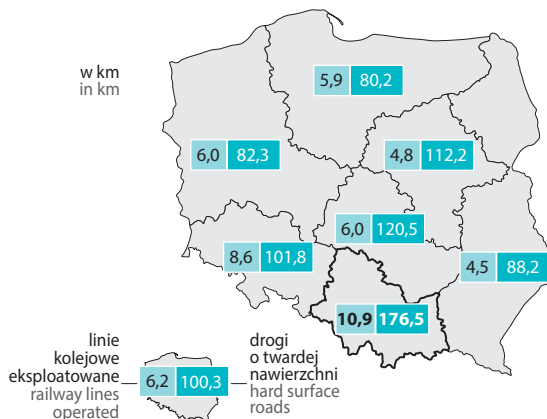 w km
in km
5,9 80,2
6,0 82,3
4,8 112,2
6,0 120,5
8,6 101,8
4,5 88,2
10,9 176,5
linie
kolejowe
eksploatowane
railway lines
operated
6,2 100,3
drogi
o twardej
nawierzchni
hard surface
roads